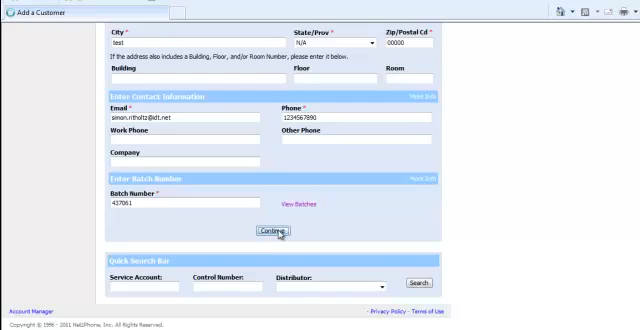 Add a Customer
City * State/Prov * Zip/Postal Cd *
test N/A 00000
If the address also includes a Building, Floor, and/or Room Number, please enter it below.
Building Floor Room
Enter Contact Information More Info
Email * Phone *
simon.ritholtz@idt.net 1234567890
Work Phone Other Phone
Company
Enter Batch Number More Info
Batch Number *
437061 View Batches
Continue
Quick Search Bar
Service Account: Control Number: Distributor:
Search
Account Manager - Privacy Policy - Terms of Use
Copyright © 1996 - 2011 Net2Phone, Inc. All Rights Reserved.